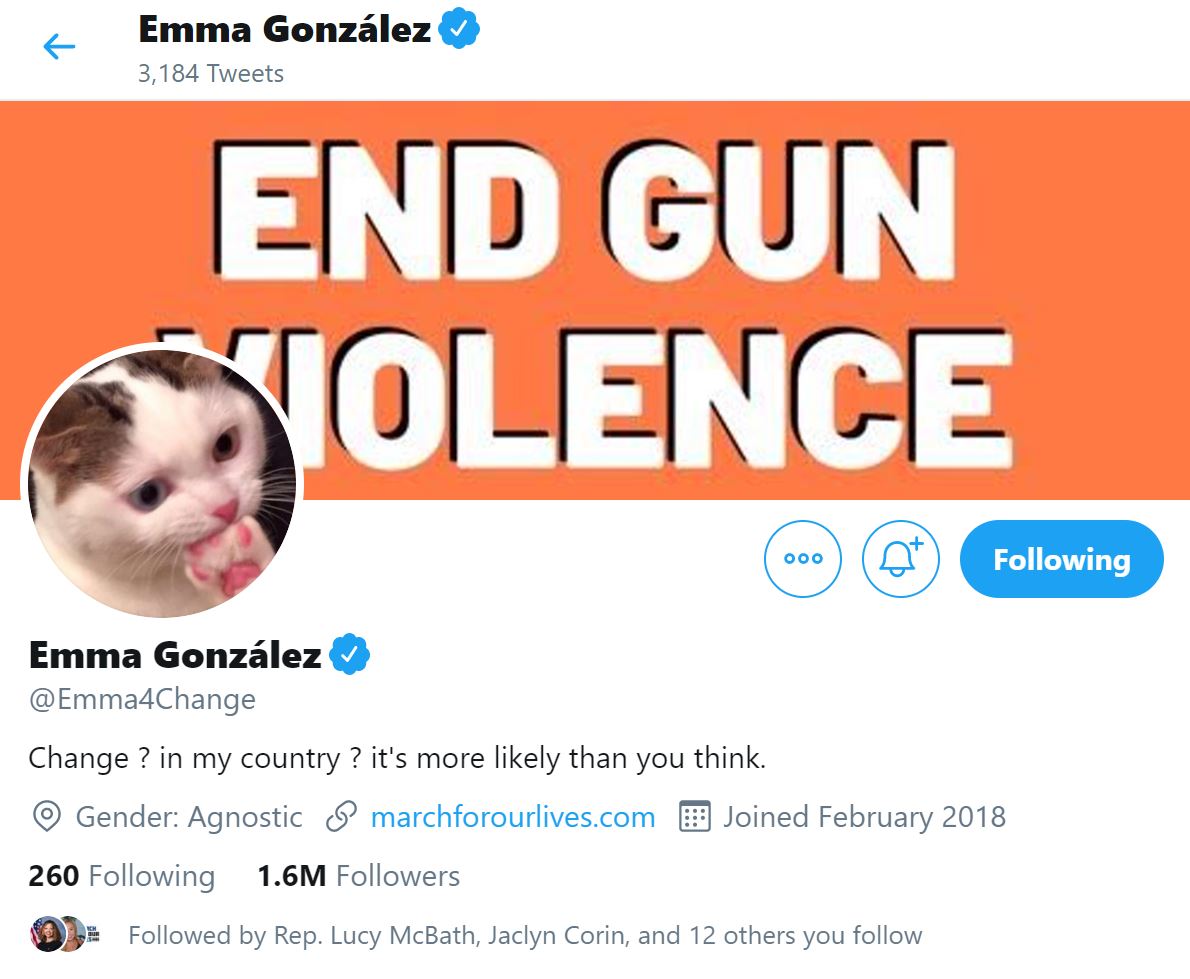 Emma González
3,184 Tweets
END GUN
VIOLENCE
Following
Emma González
@Emma4Change
Change ? in my country ? it's more likely than you think.
Gender: Agnostic marchforourlives.com Joined February 2018
260 Following 1.6M Followers
Followed by Rep. Lucy McBath, Jaclyn Corin, and 12 others you follow